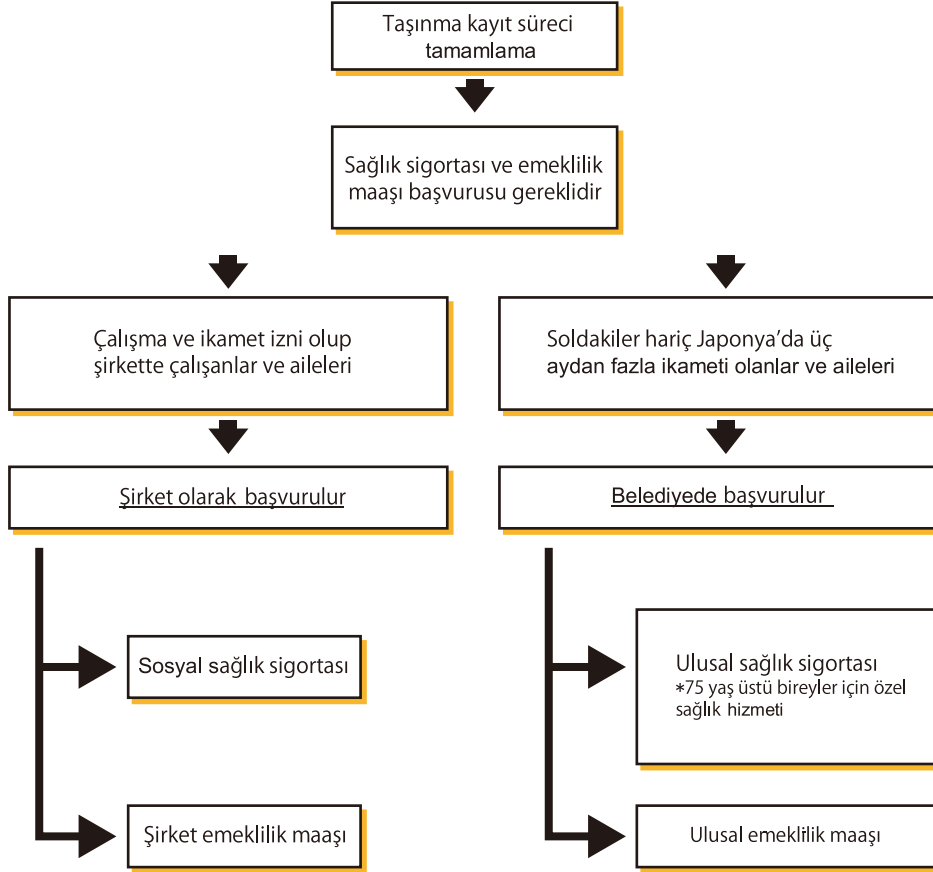 Taşınma kayıt süreci
tamamlama
Sağlık sigortası ve emeklilik
maaşı başvurusu gereklidir
Çalışma ve ikamet izni olup
şirkette çalışanlar ve aileleri
Soldakiler hariç Japonya’da üç
aydan fazla ikameti olanlar ve aileleri
Şirket olarak başvurulur
Belediyede başvurulur
Sosyal sağlık sigortası
Şirket emeklilik maaşı
Ulusal sağlık sigortası
*75 yaş üstü bireyler için özel
sağlık hizmeti
Ulusal emeklilik maaşı